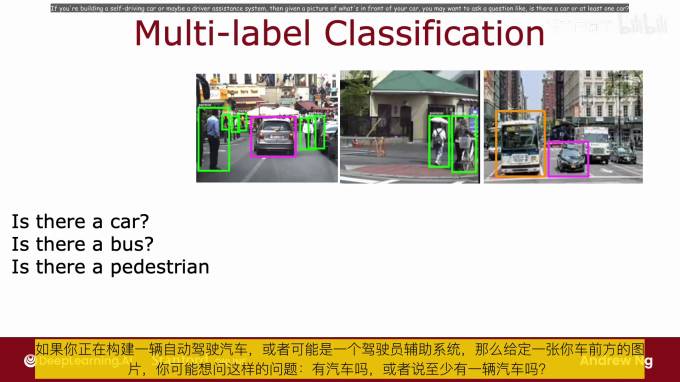 If you're building a self-driving car or maybe a driver assistance system, then given a picture of what's in front of your car, you may want to ask a question like, is there a car or at least one car?
bilibili
Multi-label Classification
Is there a car?
Is there a bus?
Is there a pedestrian
如果你正在构建一辆自动驾驶汽车，或者可能是一个驾驶员辅助系统，那么给定一张你车前方的图
片，你可能想问这样的问题：有汽车吗，或者说至少有一辆汽车吗？
DeepLearning.AI
Andrew Ng